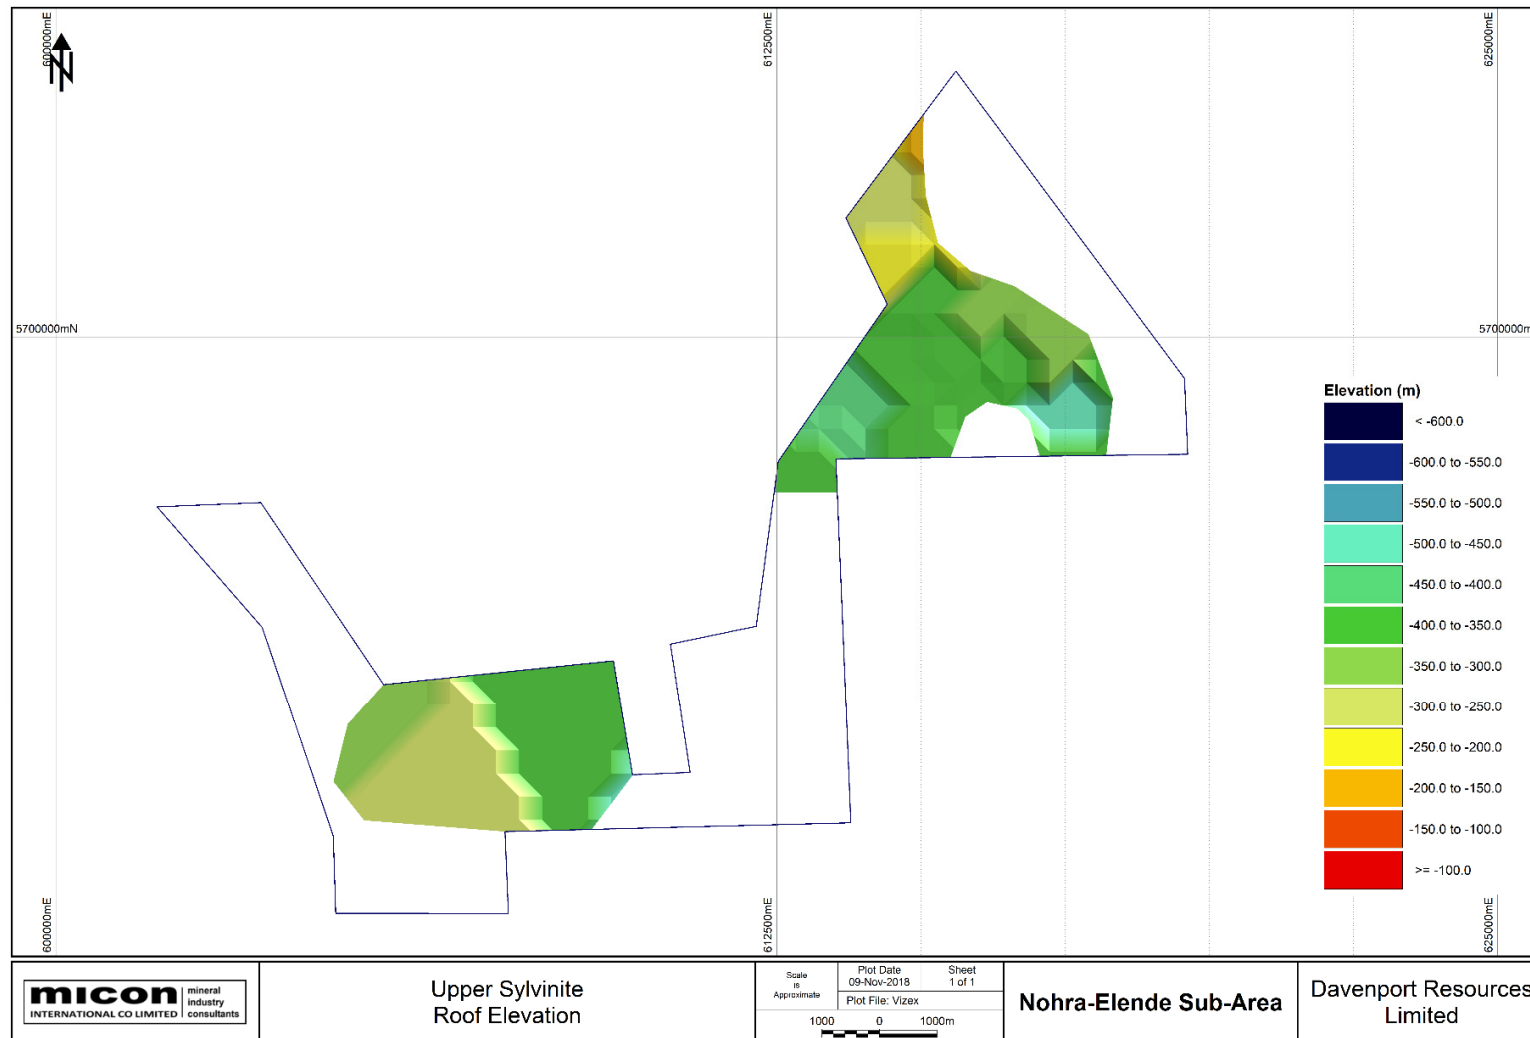 600000mE
612500mE
625000mE
N
5700000mN
5700000m
Elevation (m)
< -600.0
-600.0 to -550.0
-550.0 to -500.0
-500.0 to -450.0
-450.0 to -400.0
-400.0 to -350.0
-350.0 to -300.0
-300.0 to -250.0
-250.0 to -200.0
-200.0 to -150.0
-150.0 to -100.0
>= -100.0
600000mE
612500mE
625000mE
micon
INTERNATIONAL CO LIMITED
mineral
industry
consultants
Upper Sylvinite
Roof Elevation
Scale
is
Approximate
Plot Date
09-Nov-2018
Sheet
1 of 1
Plot File: Vizex
1000 0 1000m
Nohra-Elende Sub-Area
Davenport Resources
Limited